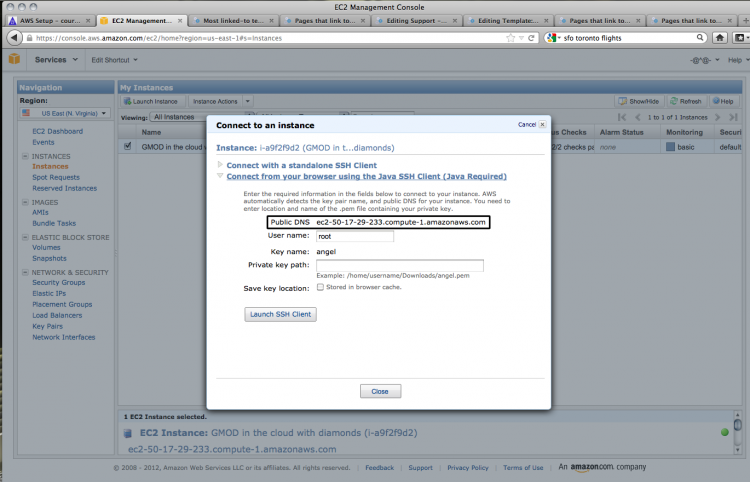 EC2 Management Console
AWS Setup – cour...
EC2 Management...
Most linked-to te...
Pages that link to...
Editing Support – ...
Editing Template:...
Pages that link to...
Pages that link to...
https://console.aws.amazon.com/ec2/home?region=us-east-1#s=Instances
sfo toronto flights
Services
Edit Shortcut
Help
Navigation
Region:
US East (N. Virginia)
EC2 Dashboard
Events
INSTANCES
Instances
Spot Requests
Reserved Instances
IMAGES
AMIs
Bundle Tasks
ELASTIC BLOCK STORE
Volumes
Snapshots
NETWORK & SECURITY
Security Groups
Elastic IPs
Placement Groups
Load Balancers
Key Pairs
Network Interfaces
My Instances
Launch Instance
Instance Actions
Show/Hide
Refresh
Help
Viewing:
All Instances
1 to 1 of 1 Instances
Name
Checks
Alarm Status
Monitoring
Securi
GMOD in the cloud
2/2 checks pa
none
basic
default
Connect to an instance
Cancel
Instance: i-a9f2f9d2 (GMOD in t...diamonds)
Connect with a standalone SSH Client
Connect from your browser using the Java SSH Client (Java Required)
Enter the required information in the fields below to connect to your instance. AWS
automatically detects the key pair name, and public DNS for your instance. You need to
enter location and name of the .pem file containing your private key.
Public DNS ec2-50-17-29-233.compute-1.amazonaws.com
User name: root
Key name: angel
Private key path:
Example: /home/username/Downloads/angel.pem
Save key location: Stored in browser cache.
Launch SSH Client
Close
1 EC2 Instance selected.
EC2 Instance: GMOD in the cloud with diamonds (i-a9f2f9d2)
ec2-50-17-29-233.compute-1.amazonaws.com
© 2008 - 2012, Amazon Web Services LLC or its affiliates. All rights reserved. | Feedback | Support | Privacy Policy | Terms of Use | An amazon.com. company